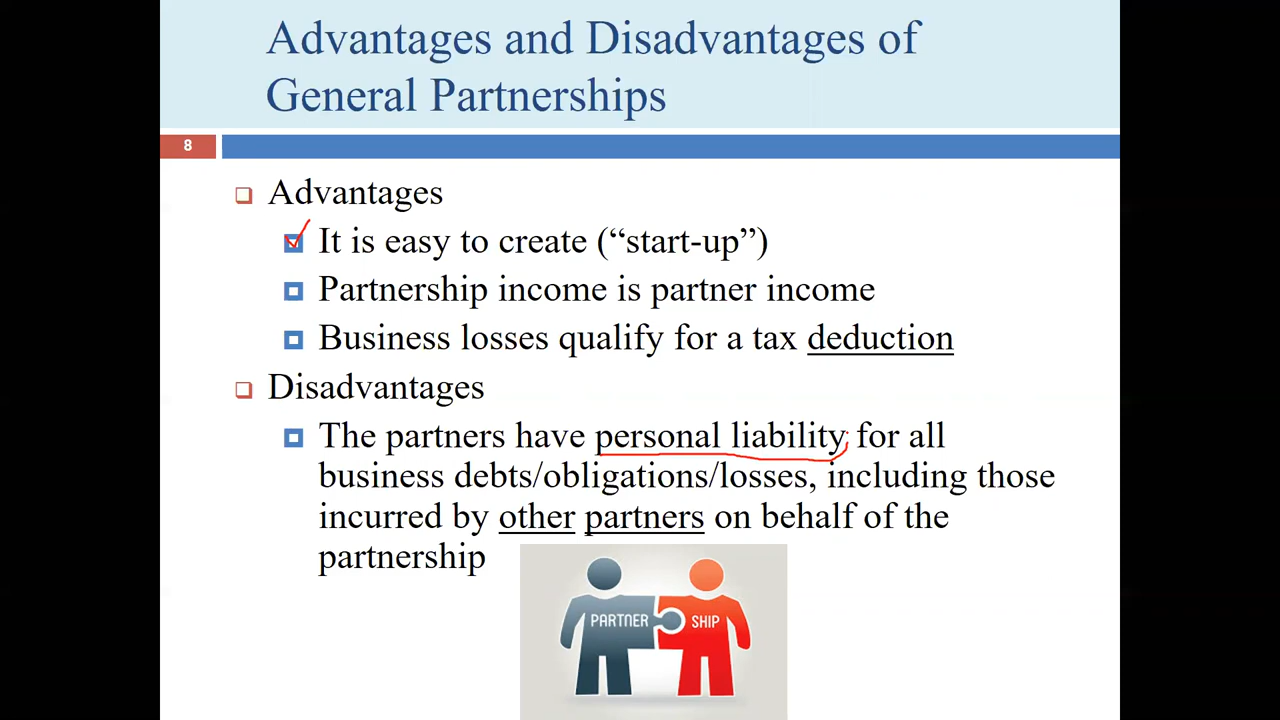 Advantages and Disadvantages of
General Partnerships
8
Advantages
It is easy to create (“start-up”)
Partnership income is partner income
Business losses qualify for a tax deduction
Disadvantages
The partners have personal liability for all
business debts/obligations/losses, including those
incurred by other partners on behalf of the
partnership
PARTNER SHIP